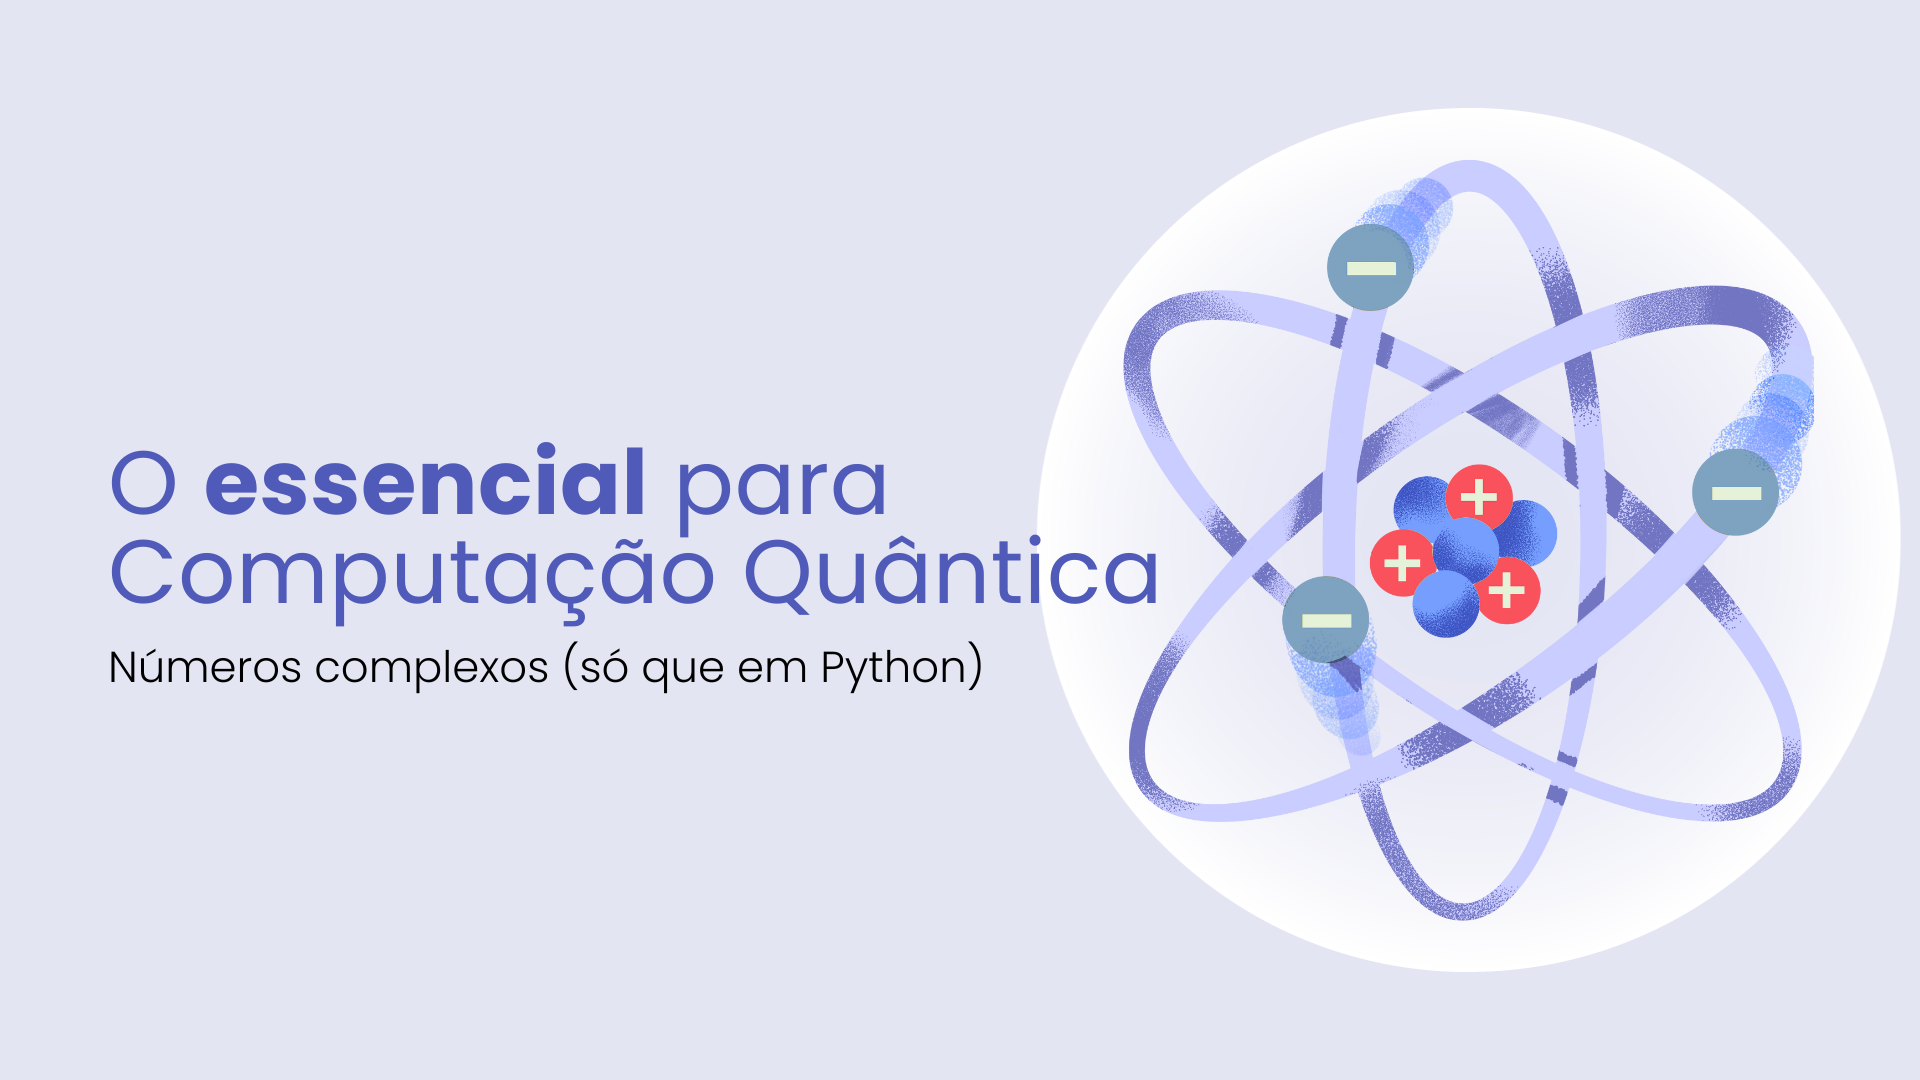 O essencial para
Computação Quântica
Números complexos (só que em Python)